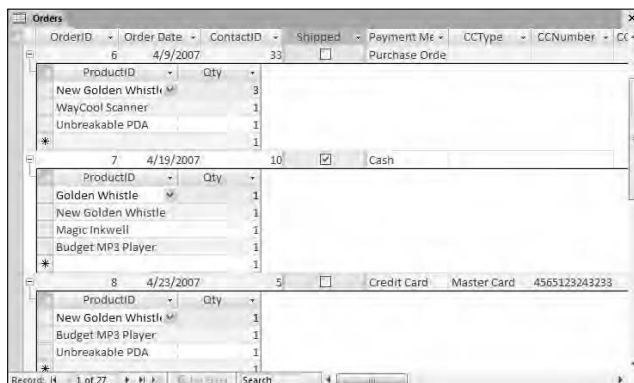 Orders
OrderID Order Date ContactID Shipped Payment Me CCType CCNumber CC
6 4/9/2007 33 Purchase Orde
ProductID Qty
New Golden Whistle 3
WayCool Scanner 1
Unbreakable PDA 1
* 1
7 4/19/2007 10 Cash
ProductID Qty
Golden Whistle 1
New Golden Whistle 1
Magic Inkwell 1
Budget MP3 Player 1
* 1
8 4/23/2007 5 Credit Card Master Card 4565123243233
ProductID Qty
New Golden Whistle 1
Budget MP3 Player 1
Unbreakable PDA 1
* 1
Record: 1 of 27 Search